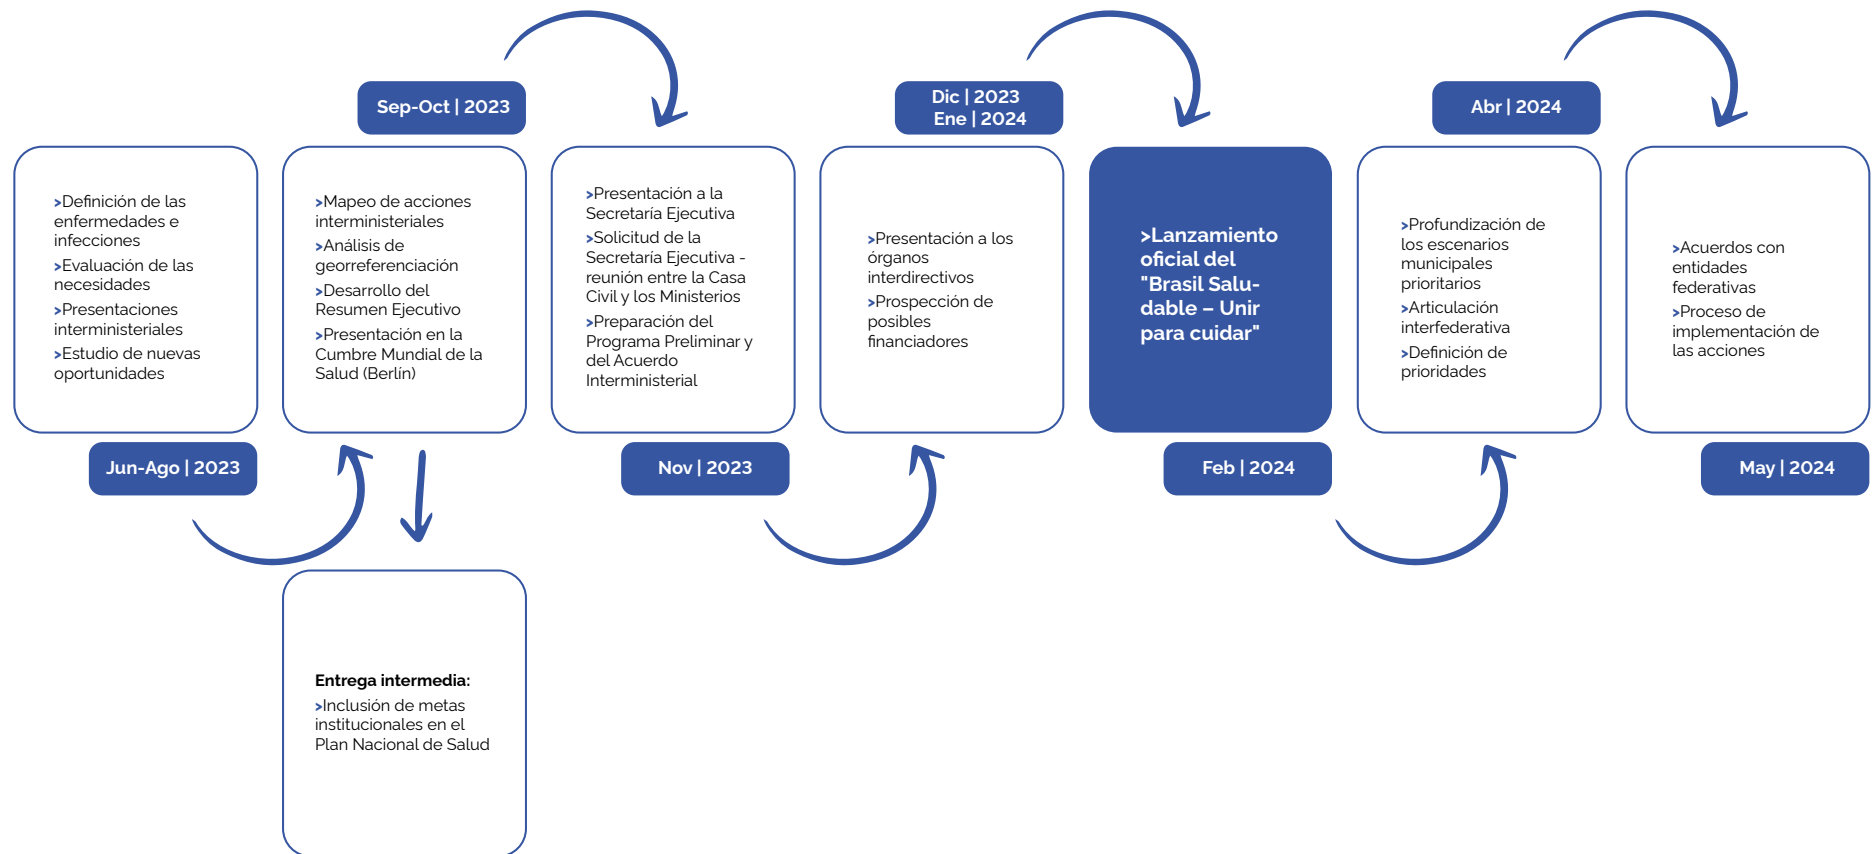 Jun-Ago | 2023
>Definición de las
enfermedades e
infecciones
>Evaluación de las
necesidades
>Presentaciones
interministeriales
>Estudio de nuevas
oportunidades
Sep-Oct | 2023
>Mapeo de acciones
interministeriales
>Análisis de
georreferenciación
>Desarrollo del
Resumen Ejecutivo
>Presentación en la
Cumbre Mundial de la
Salud (Berlín)
Entrega intermedia:
>Inclusión de metas
institucionales en el
Plan Nacional de Salud
Nov | 2023
>Presentación a la
Secretaría Ejecutiva
>Solicitud de la
Secretaría Ejecutiva -
reunión entre la Casa
Civil y los Ministerios
>Preparación del
Programa Preliminar y
del Acuerdo
Interministerial
Dic | 2023
Ene | 2024
>Presentación a los
órganos
interdirectivos
>Prospección de
posibles
financiadores
Feb | 2024
>Lanzamiento
oficial del
"Brasil Salu-
dable – Unir
para cuidar"
Abr | 2024
>Profundización de
los escenarios
municipales
prioritarios
>Articulación
interfederativa
>Definición de
prioridades
May | 2024
>Acuerdos con
entidades
federativas
>Proceso de
implementación de
las acciones